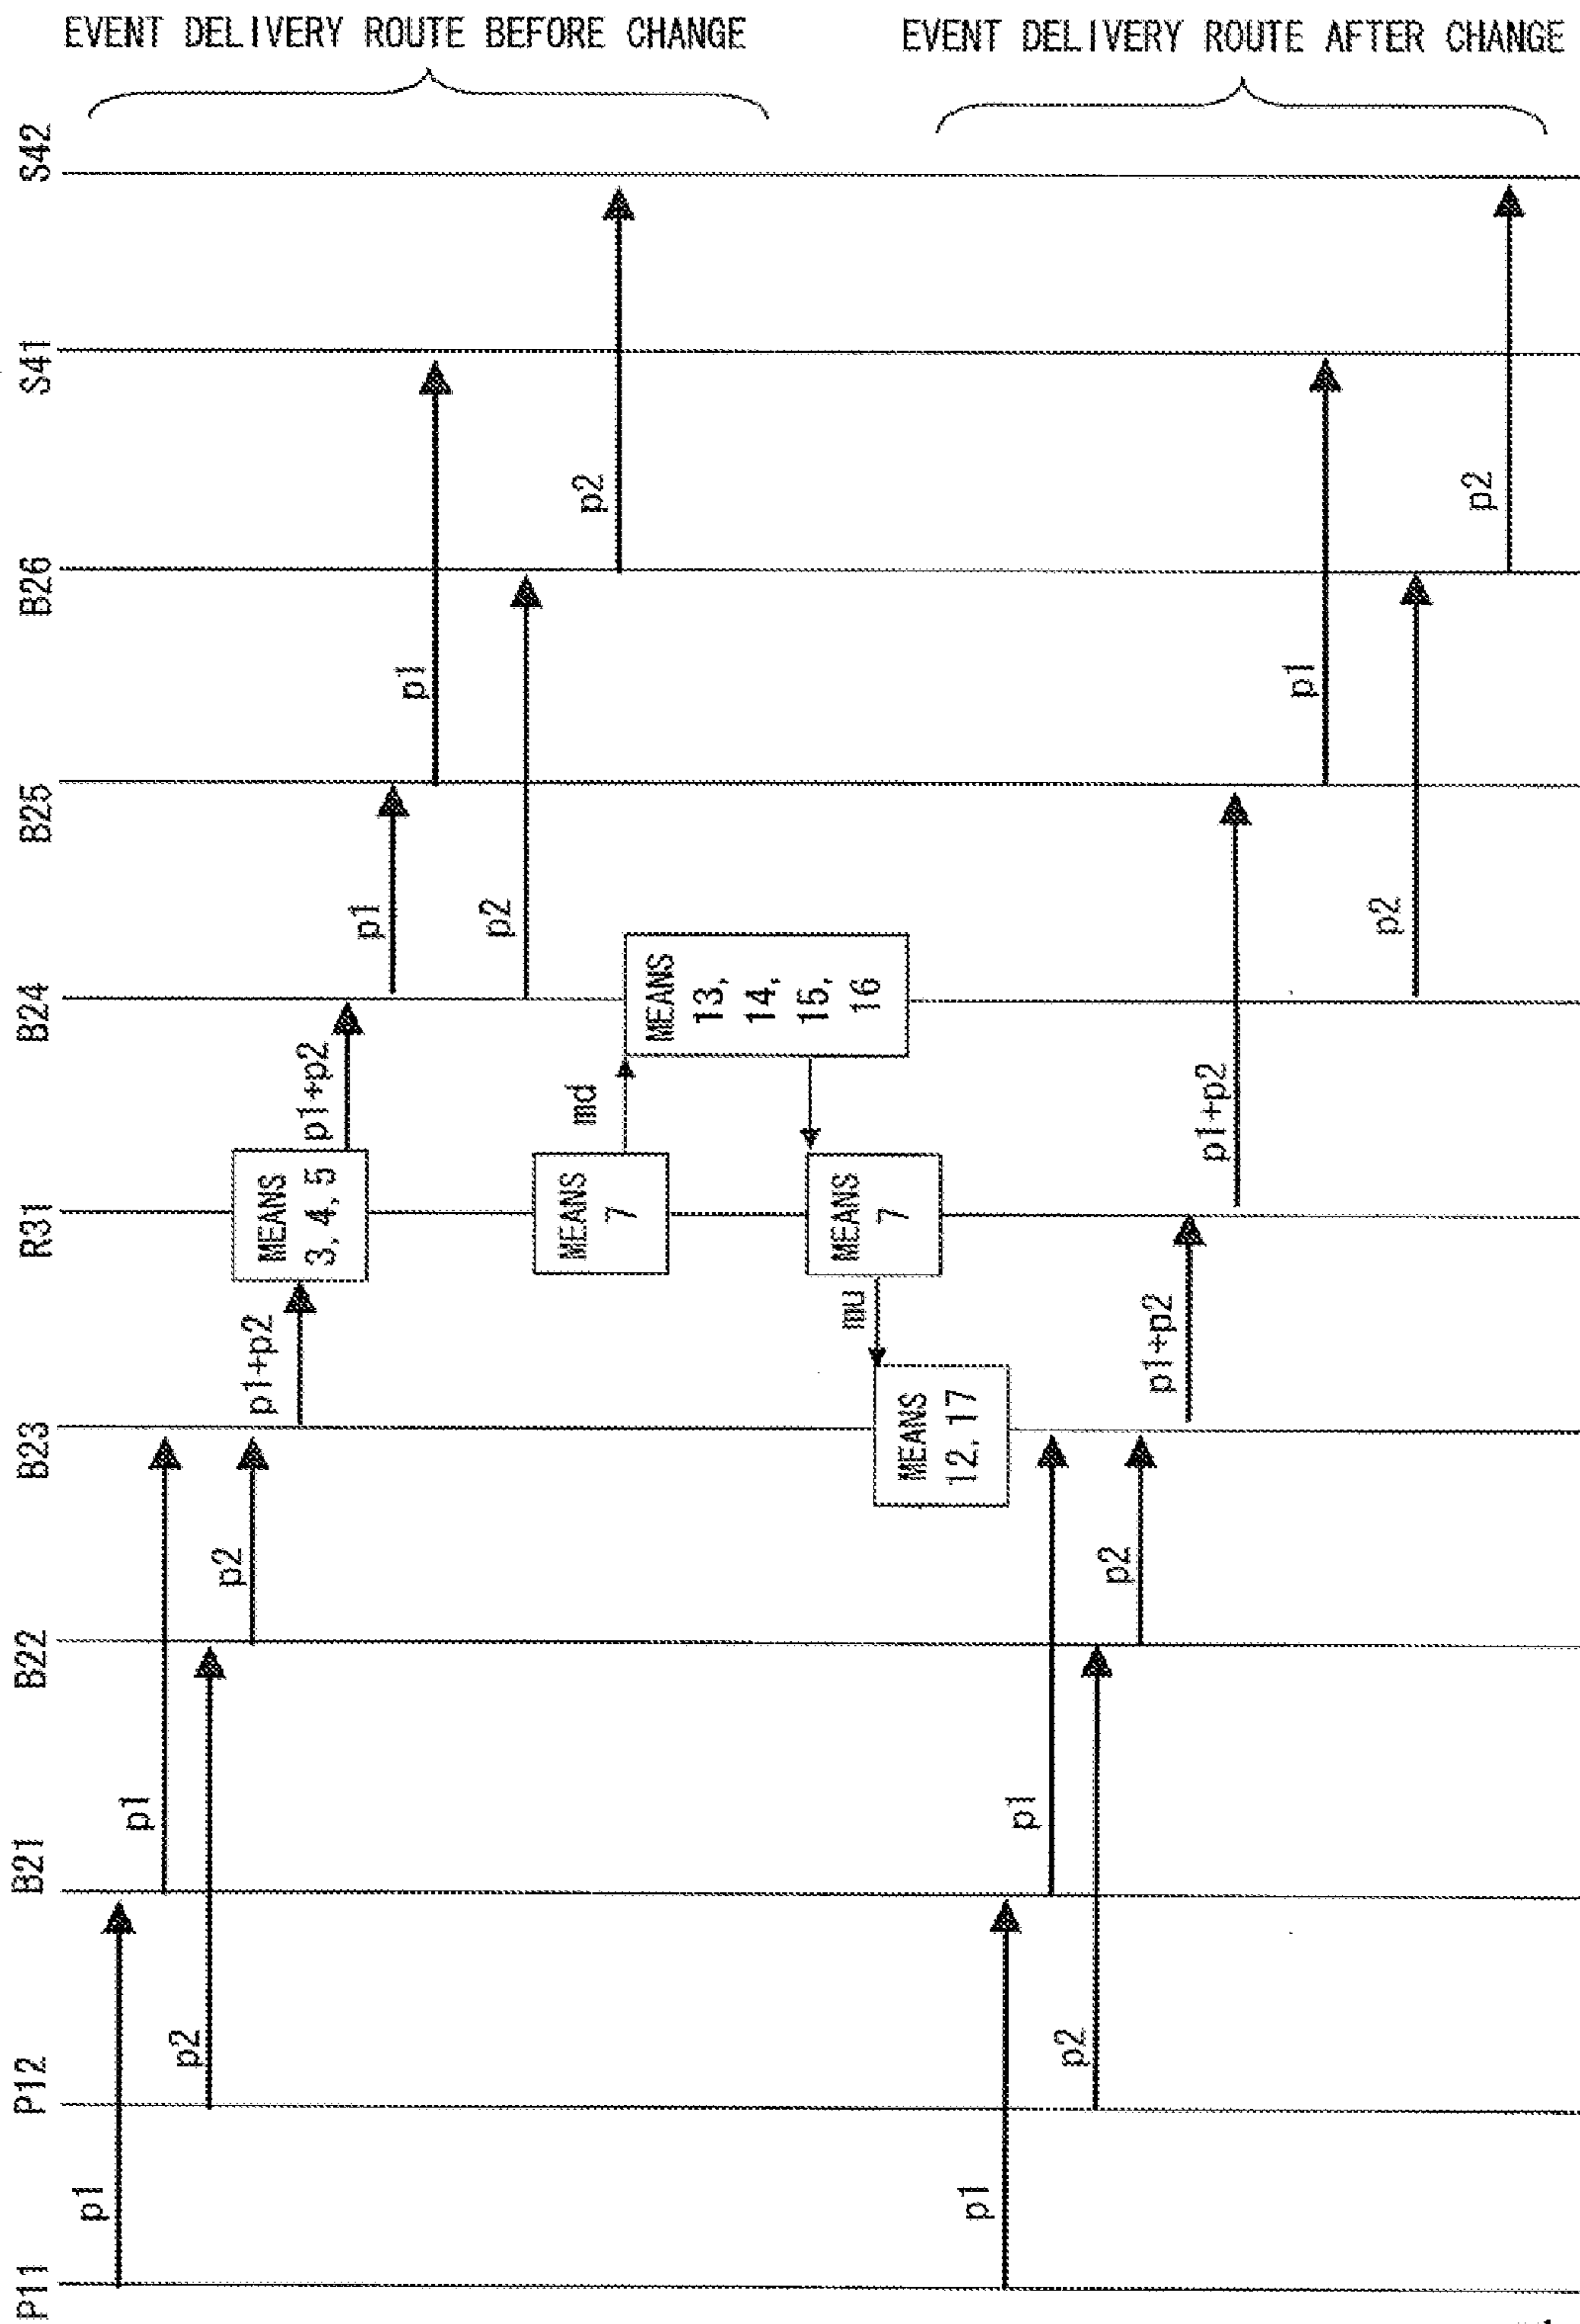 EVENT DELIVERY ROUTE BEFORE CHANGE
EVENT DELIVERY ROUTE AFTER CHANGE
P11
P12
B21
B22
B23
R31
B24
B25
B26
S41
S42
p1
p1
p2
p2
p1+p2
MEANS
3, 4, 5
p1+p2
p1
p1
p2
p2
MEANS
7
md
MEANS
13,
14,
15,
16
MEANS
7
mu
MEANS
12, 17
p1
p1
p2
p2
p1+p2
p1+p2
p1
p2
p2